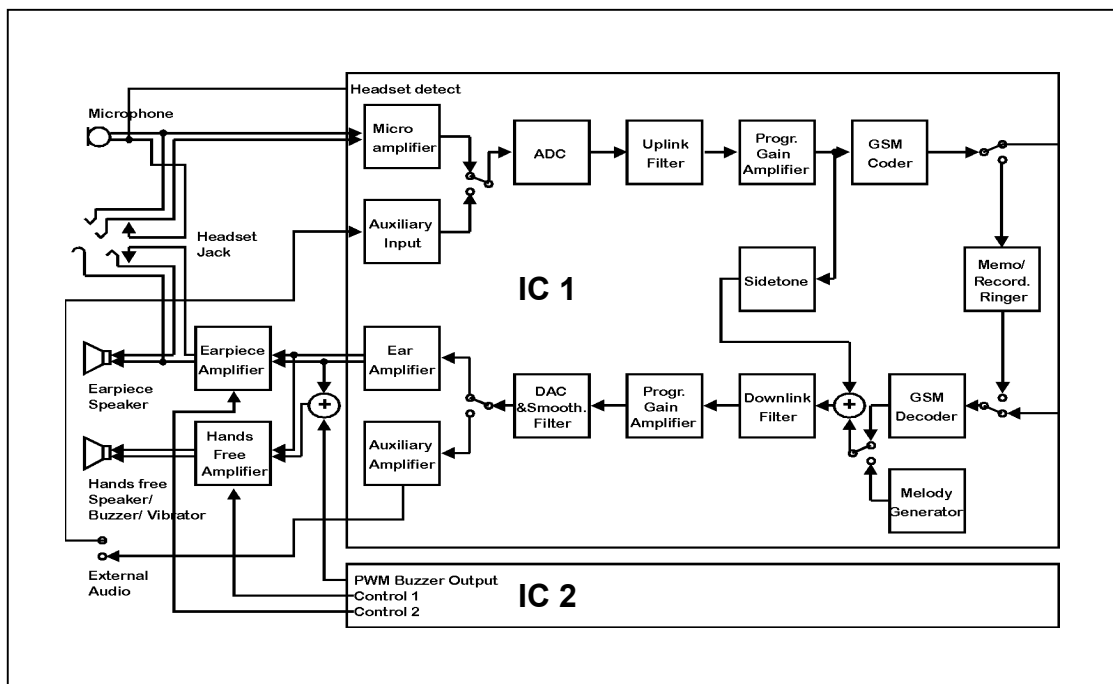 Headset detect
Microphone
Micro
amplifier
ADC
Uplink
Filter
Progr.
Gain
Amplifier
GSM
Coder
Headset
Jack
Auxiliary
Input
IC 1
Sidetone
Memo/
Record.
Ringer
Earpiece
Amplifier
Ear
Amplifier
DAC
&Smooth.
Filter
Progr.
Gain
Amplifier
Downlink
Filter
GSM
Decoder
Earpiece
Speaker
Hands
Free
Amplifier
Auxiliary
Amplifier
Melody
Generator
Hands free
Speaker/
Buzzer/ Vibrator
External
Audio
PWM Buzzer Output
Control 1
Control 2
IC 2